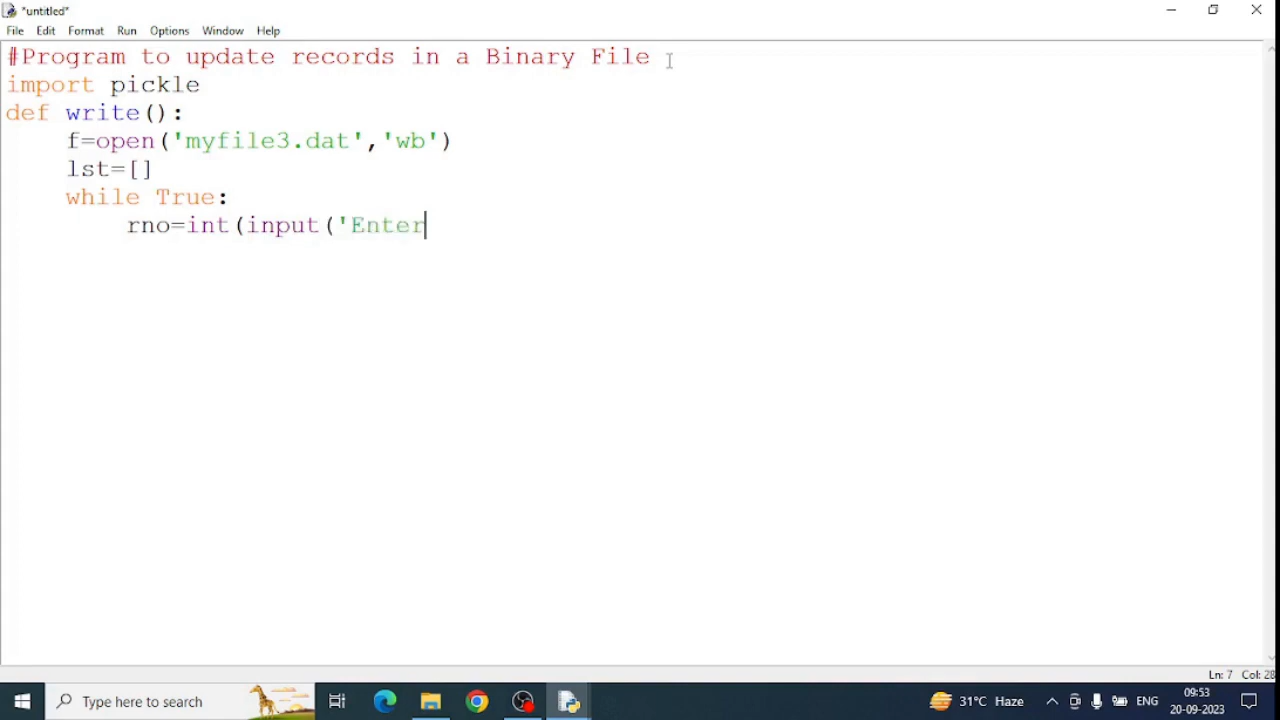 *untitled*
File Edit Format Run Options Window Help
#Program to update records in a Binary File
import pickle
def write():
    f=open('myfile3.dat','wb')
    lst=[]
    while True:
        rno=int(input('Enter
Ln: 7 Col: 28
Type here to search
31°C Haze
ENG
09:53
20-09-2023